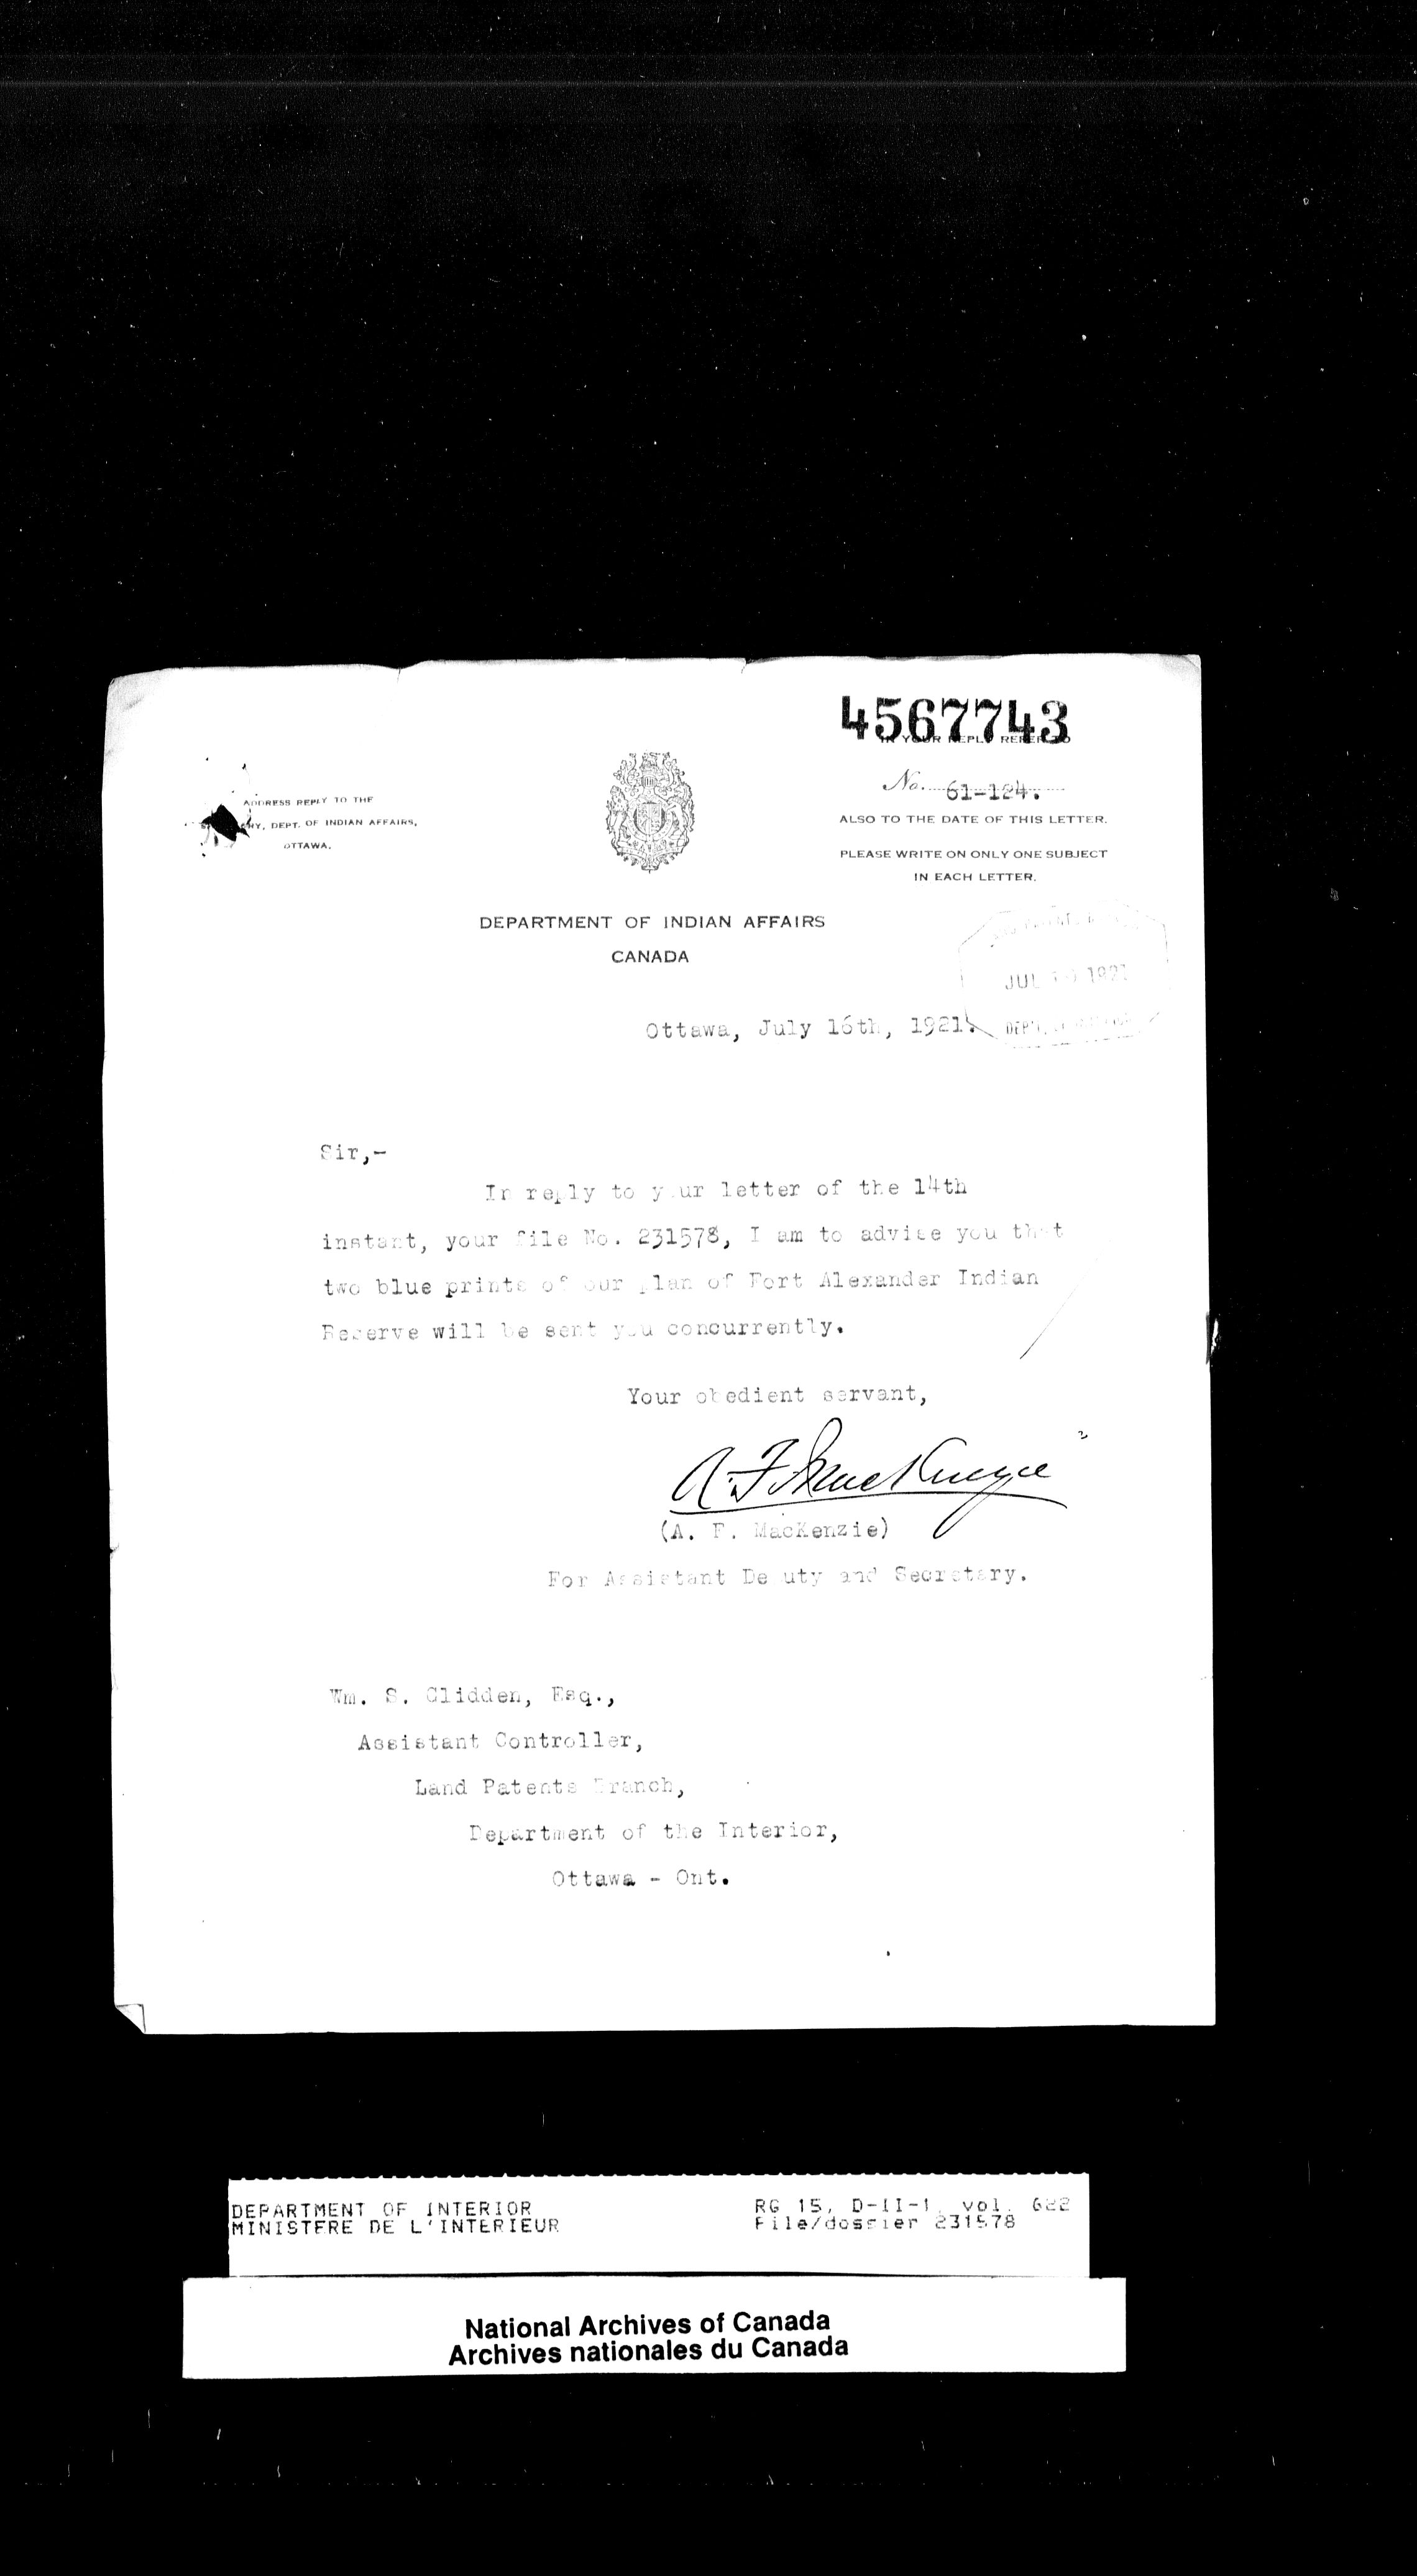 4567743
IN YOUR REPLY REFER TO
No. 61-124.
ALSO TO THE DATE OF THIS LETTER.
PLEASE WRITE ON ONLY ONE SUBJECT
IN EACH LETTER.
ADDRESS REPLY TO THE
DEPT. OF INDIAN AFFAIRS,
OTTAWA.
DEPARTMENT OF INDIAN AFFAIRS
CANADA
JUL 1921
DEPT.
Ottawa, July 16th, 1921.
Sir,-
In reply to your letter of the 14th
instant, your file No. 231578, I am to advise you that
two blue prints of our plan of Fort Alexander Indian
Reserve will be sent you concurrently.
Your obedient servant,
A. F. MacKenzie
(A. F. MacKenzie)
For Assistant Deputy and Secretary.
Wm. S. Glidden, Esq.,
Assistant Controller,
Land Patents Branch,
Department of the Interior,
Ottawa - Ont.
DEPARTMENT OF INTERIOR
MINISTERE DE L'INTERIEUR
RG 15, D-II-1, vol. 622
File/dossier 231578
National Archives of Canada
Archives nationales du Canada